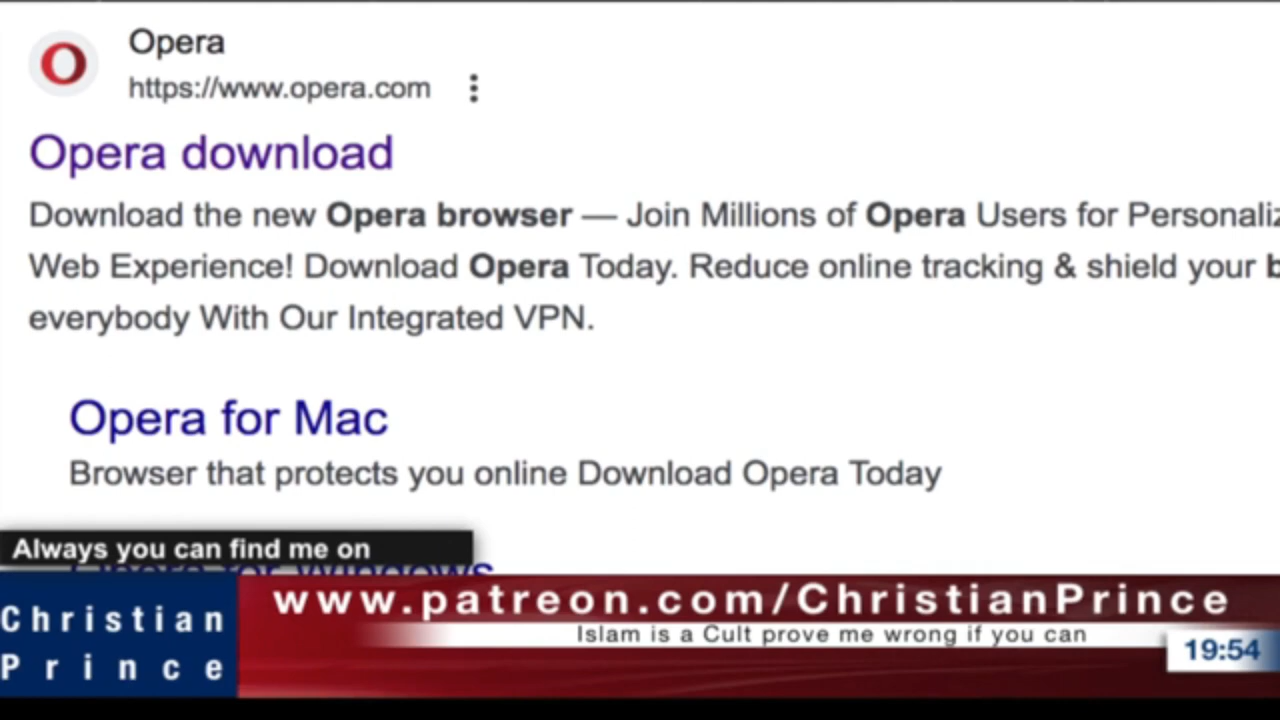 Opera
https://www.opera.com
Opera download
Download the new Opera browser — Join Millions of Opera Users for Personaliz
Web Experience! Download Opera Today. Reduce online tracking & shield your b
everybody With Our Integrated VPN.
Opera for Mac
Browser that protects you online Download Opera Today
Always you can find me on
Opera for Windows
Christian
Prince
www.patreon.com/ChristianPrince
Islam is a Cult prove me wrong if you can
19:54